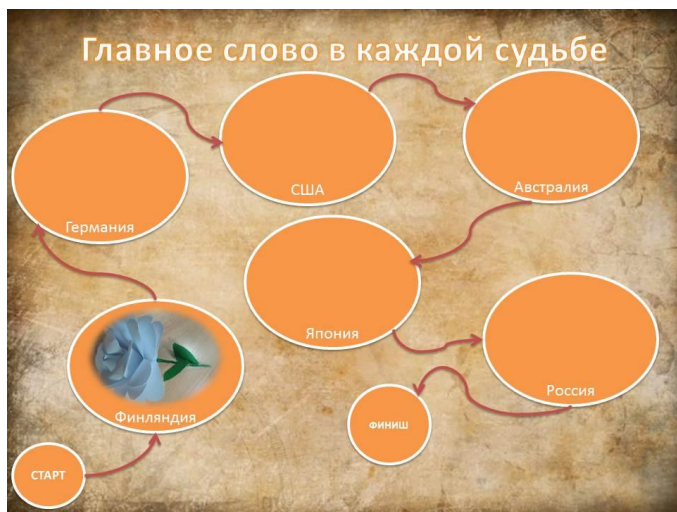 Главное слово в каждой судьбе
США
Австралия
Германия
Япония
Россия
Финляндия
ФИНИШ
СТАРТ